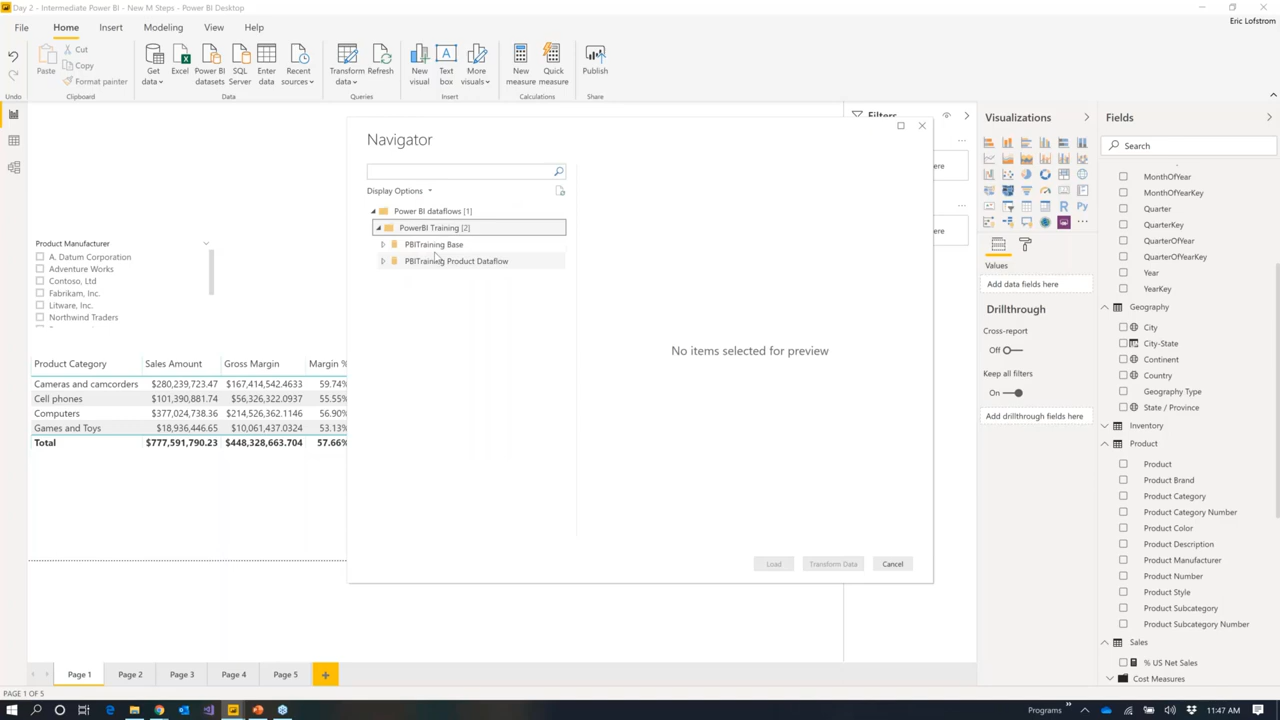 Day 2 - Intermediate Power BI - New M Steps - Power BI Desktop
Eric Lofstrom
File Home Insert Modeling View Help
Paste
Cut
Copy
Format painter
Get data
Excel
Power BI datasets
SQL Server
Enter data
Recent sources
Transform data
Refresh
New visual
Text box
More visuals
New measure
Quick measure
Publish
Undo
Clipboard
Data
Queries
Insert
Calculations
Share
Product Manufacturer
A. Datum Corporation
Adventure Works
Contoso, Ltd
Fabrikam, Inc.
Litware, Inc.
Northwind Traders
Product Category Sales Amount Gross Margin Margin %
Cameras and camcorders $280,239,723.47 $167,414,542.4633 59.74%
Cell phones $101,390,881.74 $56,326,322.0937 55.55%
Computers $377,024,738.36 $214,526,362.1146 56.90%
Games and Toys $18,936,446.65 $10,061,437.0324 53.13%
Total $777,591,790.23 $448,328,663.704 57.66%
Navigator
Display Options
Power BI dataflows [1]
PowerBI Training [2]
PBITraining Base
PBITraining Product Dataflow
No items selected for preview
Load
Transform Data
Cancel
Filters
...
ere
...
ere
Visualizations
R
Py
...
Values
Add data fields here
Drillthrough
Cross-report
Off
Keep all filters
On
Add drillthrough fields here
Fields
Search
MonthOfYear
MonthOfYearKey
Quarter
QuarterKey
QuarterOfYear
QuarterOfYearKey
Year
YearKey
Geography
City
City-State
Continent
Country
Geography Type
State / Province
Inventory
Product
Product
Product Brand
Product Category
Product Category Number
Product Color
Product Description
Product Manufacturer
Product Number
Product Style
Product Subcategory
Product Subcategory Number
Sales
% US Net Sales
Cost Measures
Page 1 Page 2 Page 3 Page 4 Page 5 +
PAGE 1 OF 5
Programs
11:47 AM